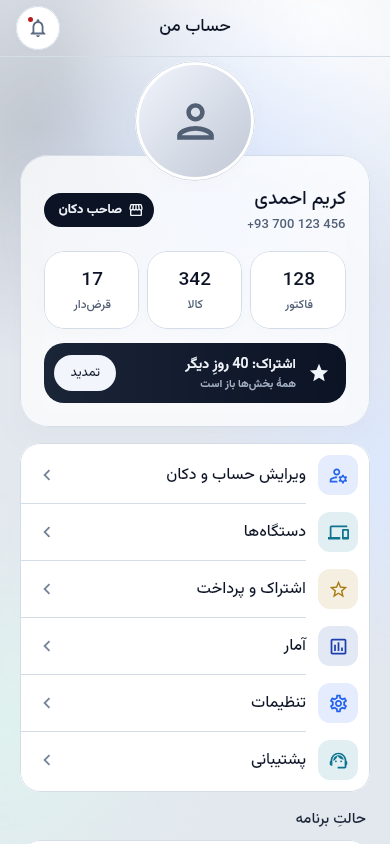 حساب من
کریم احمدی
+93 700 123 456
صاحب دکان
128
فاکتور
342
کالا
17
قرض‌دار
اشتراک: 40 روزِ دیگر
همهٔ بخش‌ها باز است
تمدید
ویرایش حساب و دکان
دستگاه‌ها
اشتراک و پرداخت
آمار
تنظیمات
پشتیبانی
حالتِ برنامه